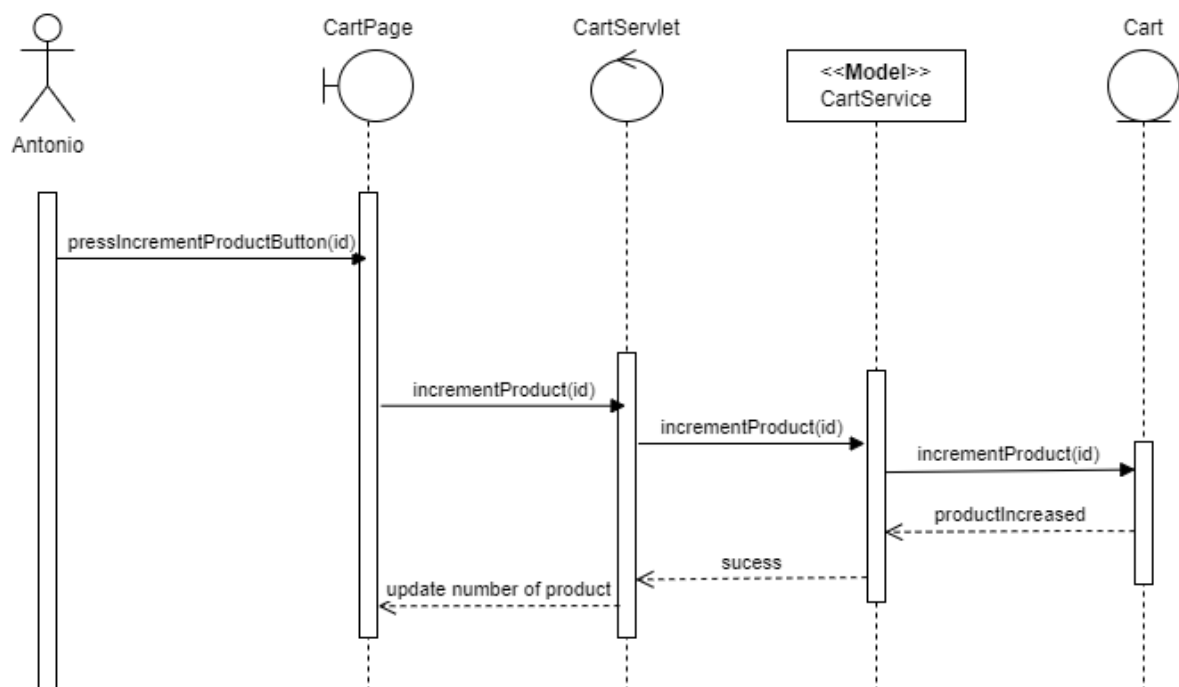 CartPage
CartServlet
Cart
<<Model>>
CartService
Antonio
pressIncrementProductButton(id)
incrementProduct(id)
incrementProduct(id)
incrementProduct(id)
productIncreased
sucess
update number of product